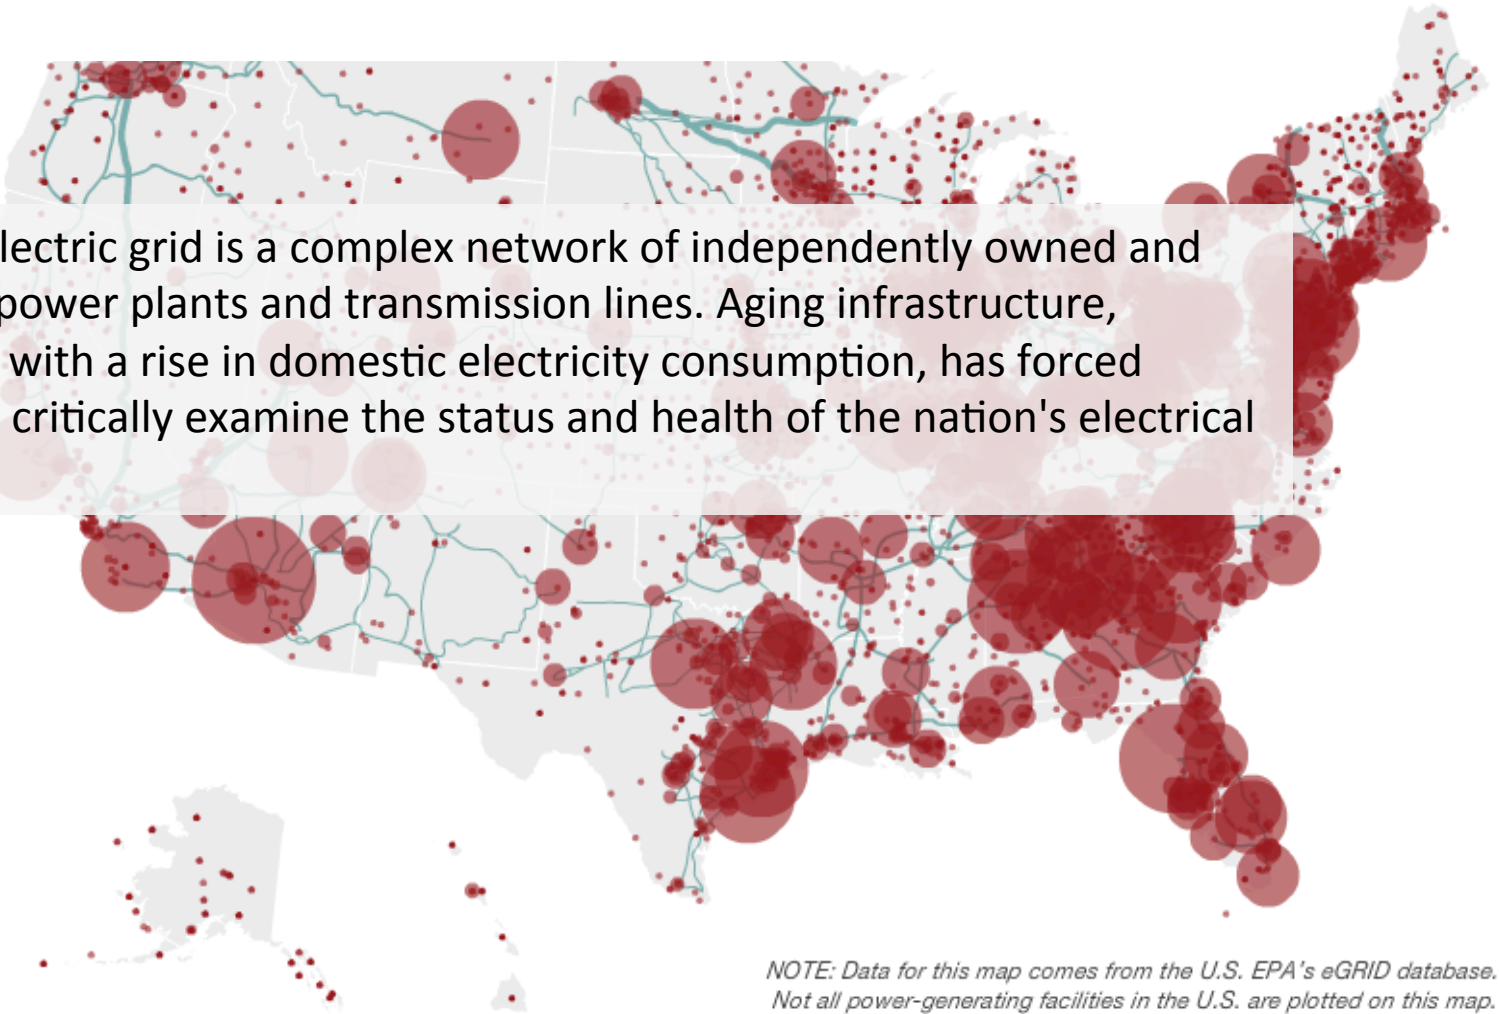 lectric grid is a complex network of independently owned and
power plants and transmission lines. Aging infrastructure,
with a rise in domestic electricity consumption, has forced
critically examine the status and health of the nation's electrical
NOTE: Data for this map comes from the U.S. EPA's eGRID database.
Not all power-generating facilities in the U.S. are plotted on this map.